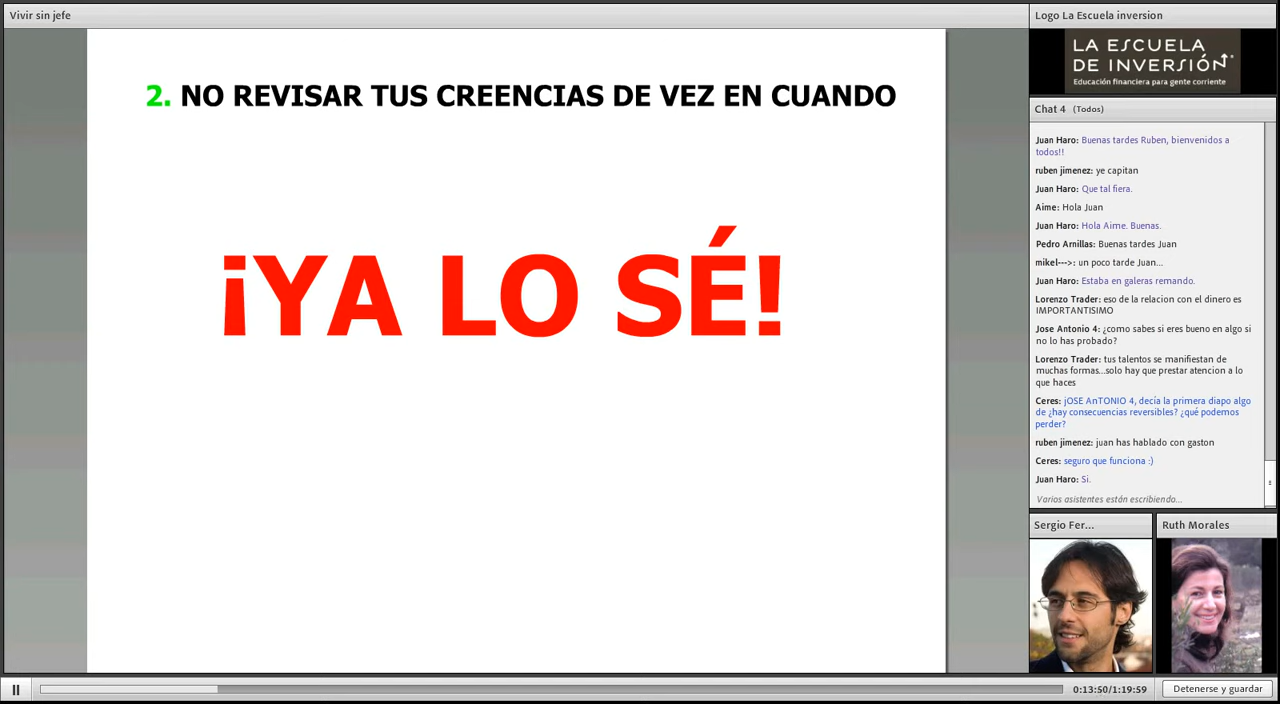 Vivir sin jefe
2. NO REVISAR TUS CREENCIAS DE VEZ EN CUANDO
¡YA LO SÉ!
Logo La Escuela inversion
LA ESCUELA
DE INVERSIÓN
Educación financiera para gente corriente
Chat 4 (Todos)
Juan Haro: Buenas tardes Ruben, bienvenidos a
todos!!
ruben jimenez: ye capitan
Juan Haro: Que tal fiera.
Aime: Hola Juan
Juan Haro: Hola Aime. Buenas.
Pedro Arnillas: Buenas tardes Juan
mikel--->: un poco tarde Juan...
Juan Haro: Estaba en galeras remando.
Lorenzo Trader: eso de la relacion con el dinero es
IMPORTANTISIMO
Jose Antonio 4: ¿como sabes si eres bueno en algo si
no lo has probado?
Lorenzo Trader: tus talentos se manifiestan de
muchas formas...solo hay que prestar atencion a lo
que haces
Ceres: jOSE AnTONIO 4, decía la primera diapo algo
de ¿hay consecuencias reversibles? ¿qué podemos
perder?
ruben jimenez: juan has hablado con gaston
Ceres: seguro que funciona :)
Juan Haro: Si.
Varios asistentes están escribiendo...
Sergio Fer...
Ruth Morales
0:13:50/1:19:59
Detenerse y guardar